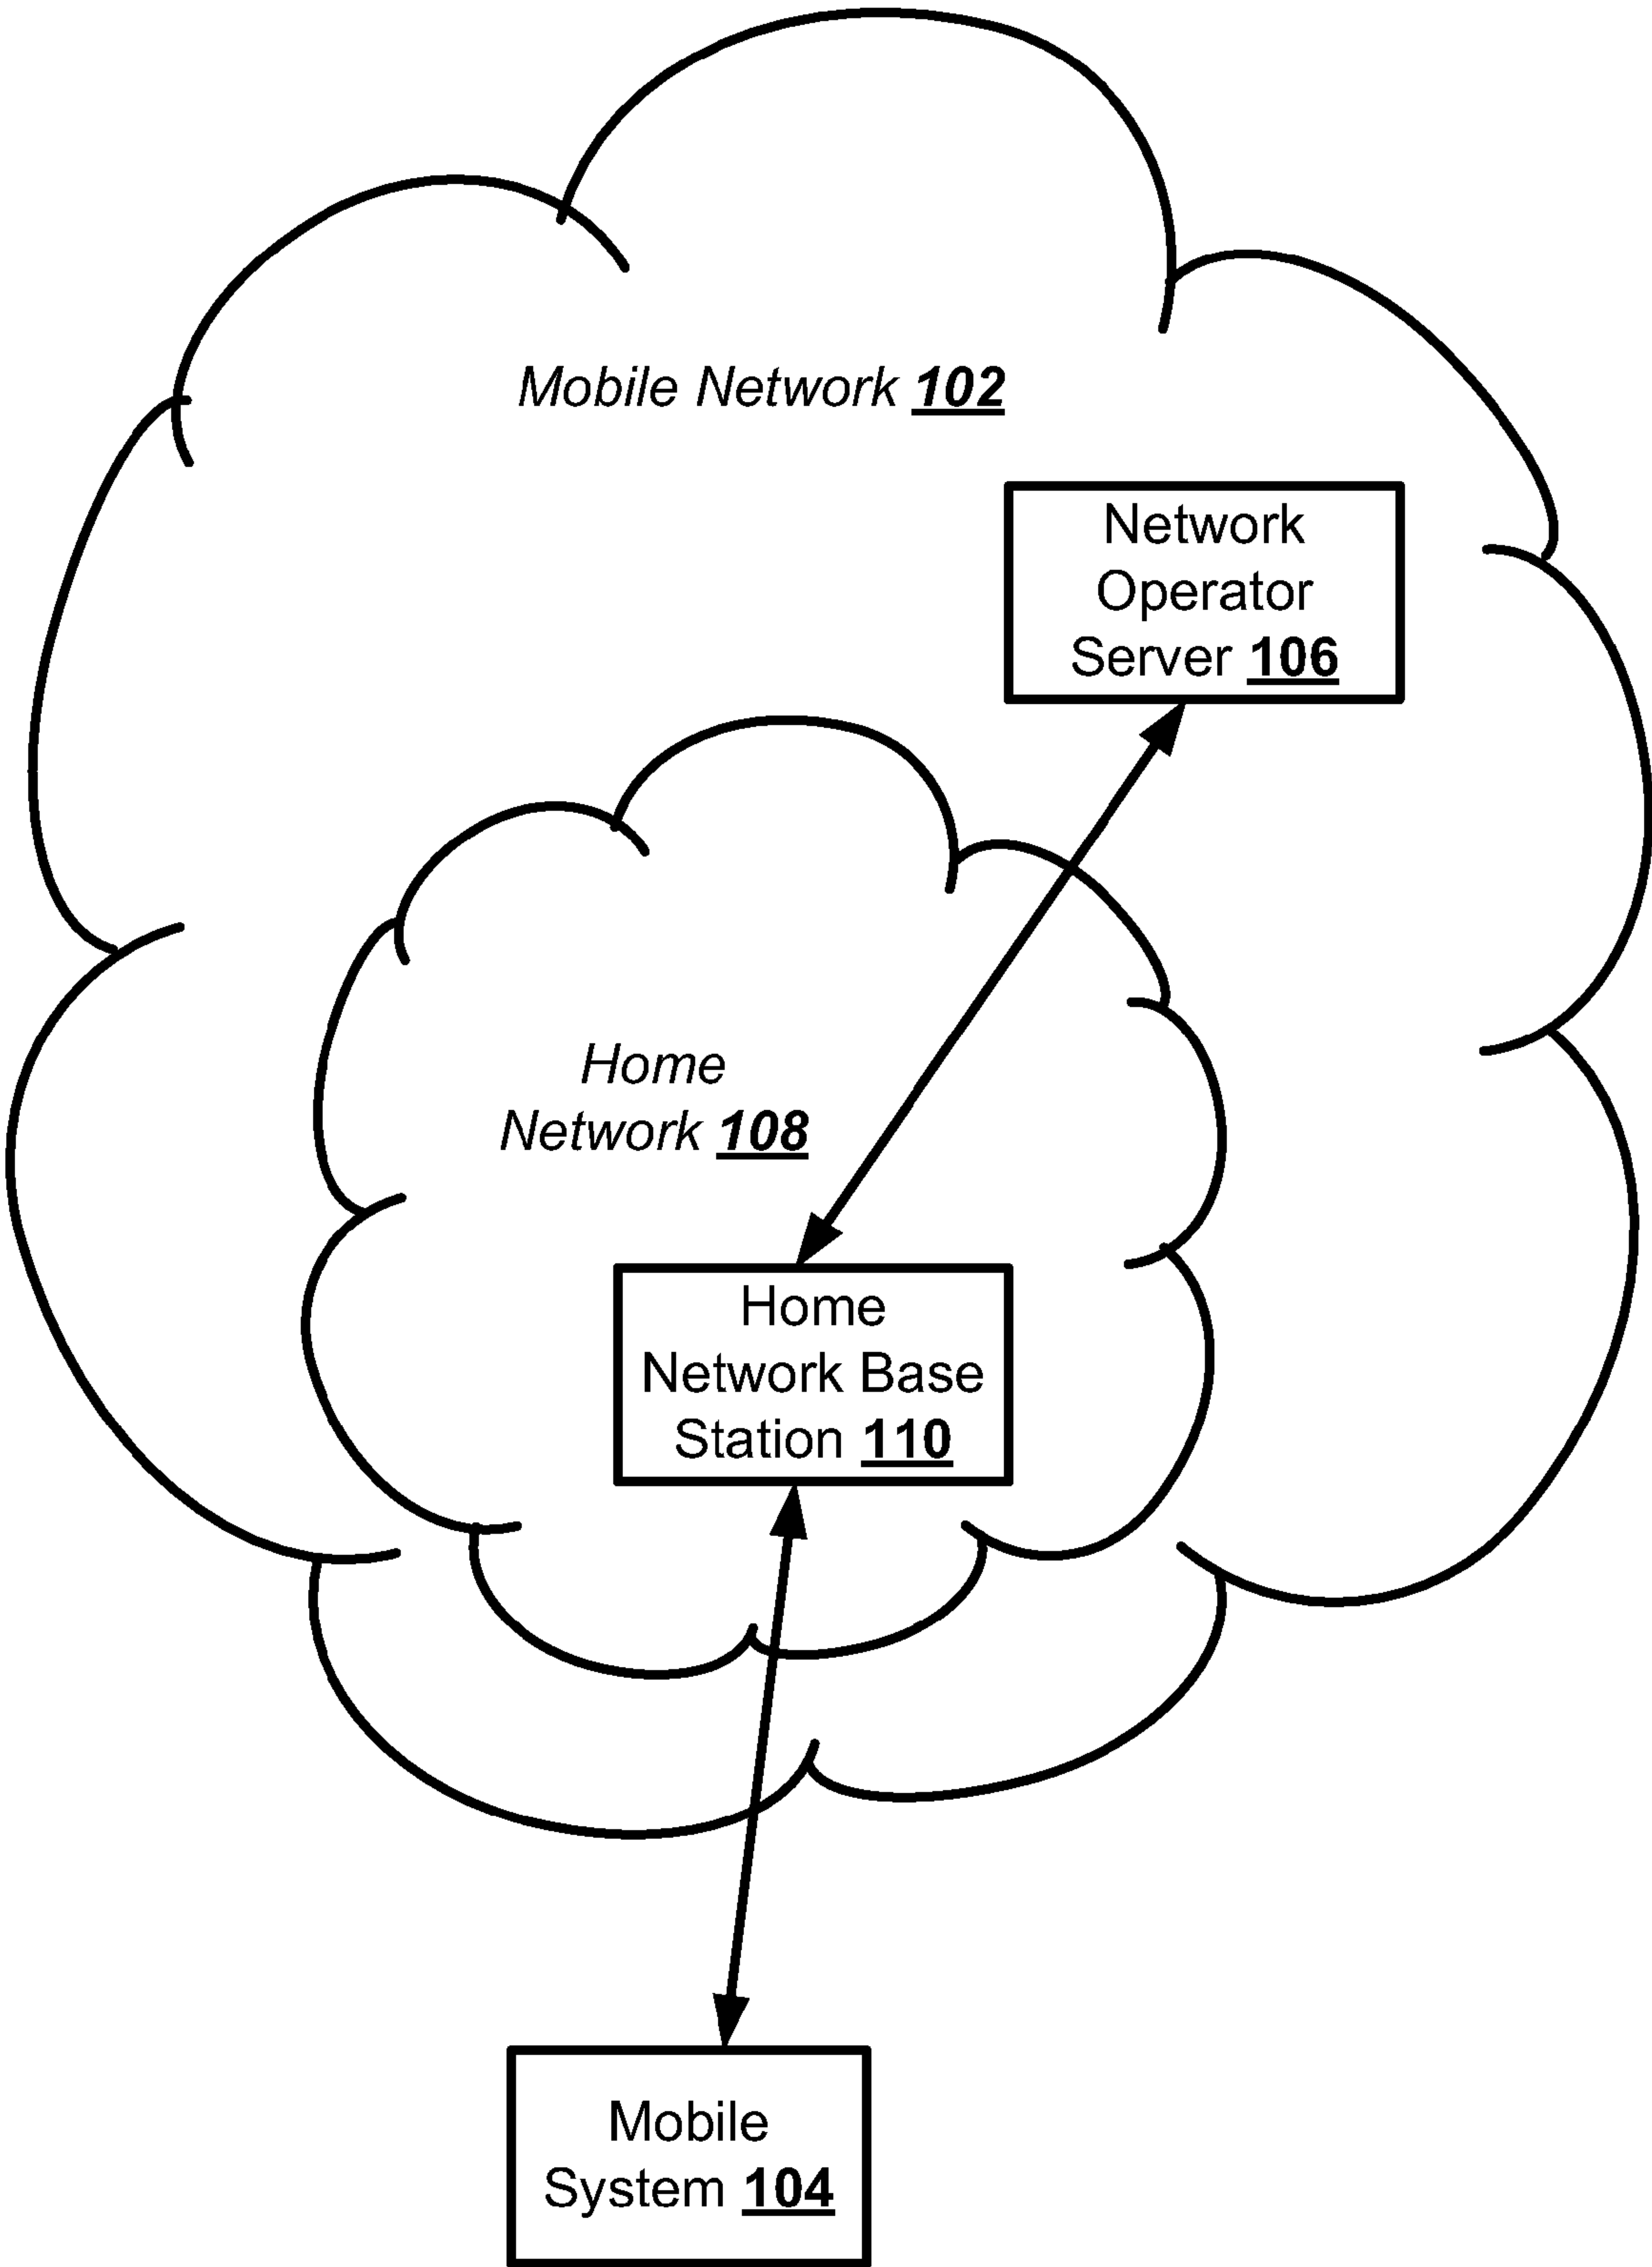 Mobile Network 102
Network
Operator
Server 106
Home
Network 108
Home
Network Base
Station 110
Mobile
System 104